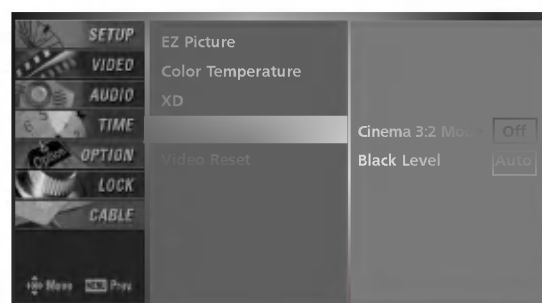 SETUP
VIDEO
AUDIO
TIME
OPTION
LOCK
CABLE
Move MENU Prev.
EZ Picture
Color Temperature
XD
Video Reset
Cinema 3:2 Mode Off
Black Level Auto